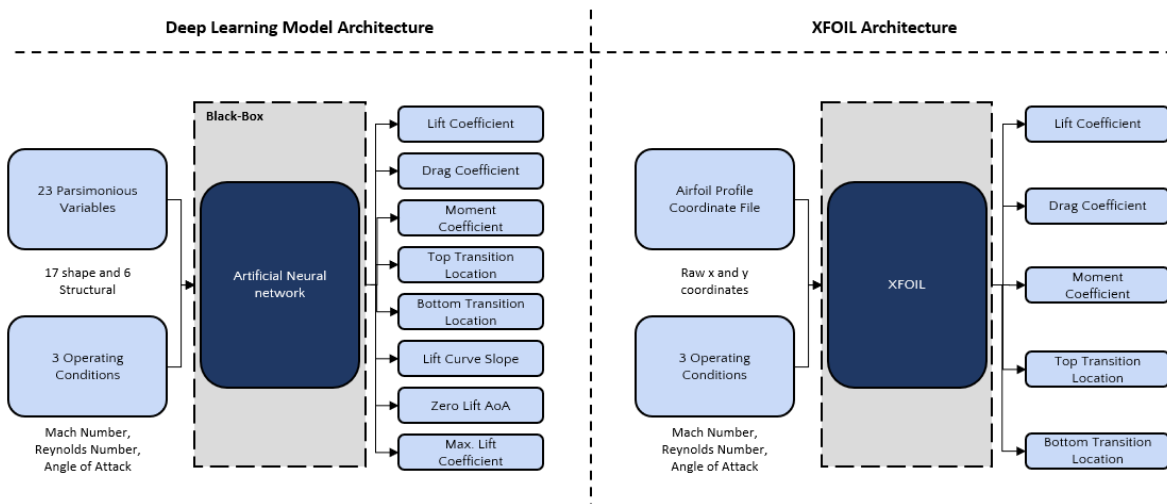 Deep Learning Model Architecture
XFOIL Architecture
Black-Box
23 Parsimonious
Variables
17 shape and 6
Structural
3 Operating
Conditions
Mach Number,
Reynolds Number,
Angle of Attack
Artificial Neural
network
Lift Coefficient
Drag Coefficient
Moment
Coefficient
Top Transition
Location
Bottom Transition
Location
Lift Curve Slope
Zero Lift AoA
Max. Lift
Coefficient
Airfoil Profile
Coordinate File
Raw x and y
coordinates
3 Operating
Conditions
Mach Number,
Reynolds Number,
Angle of Attack
XFOIL
Lift Coefficient
Drag Coefficient
Moment
Coefficient
Top Transition
Location
Bottom Transition
Location